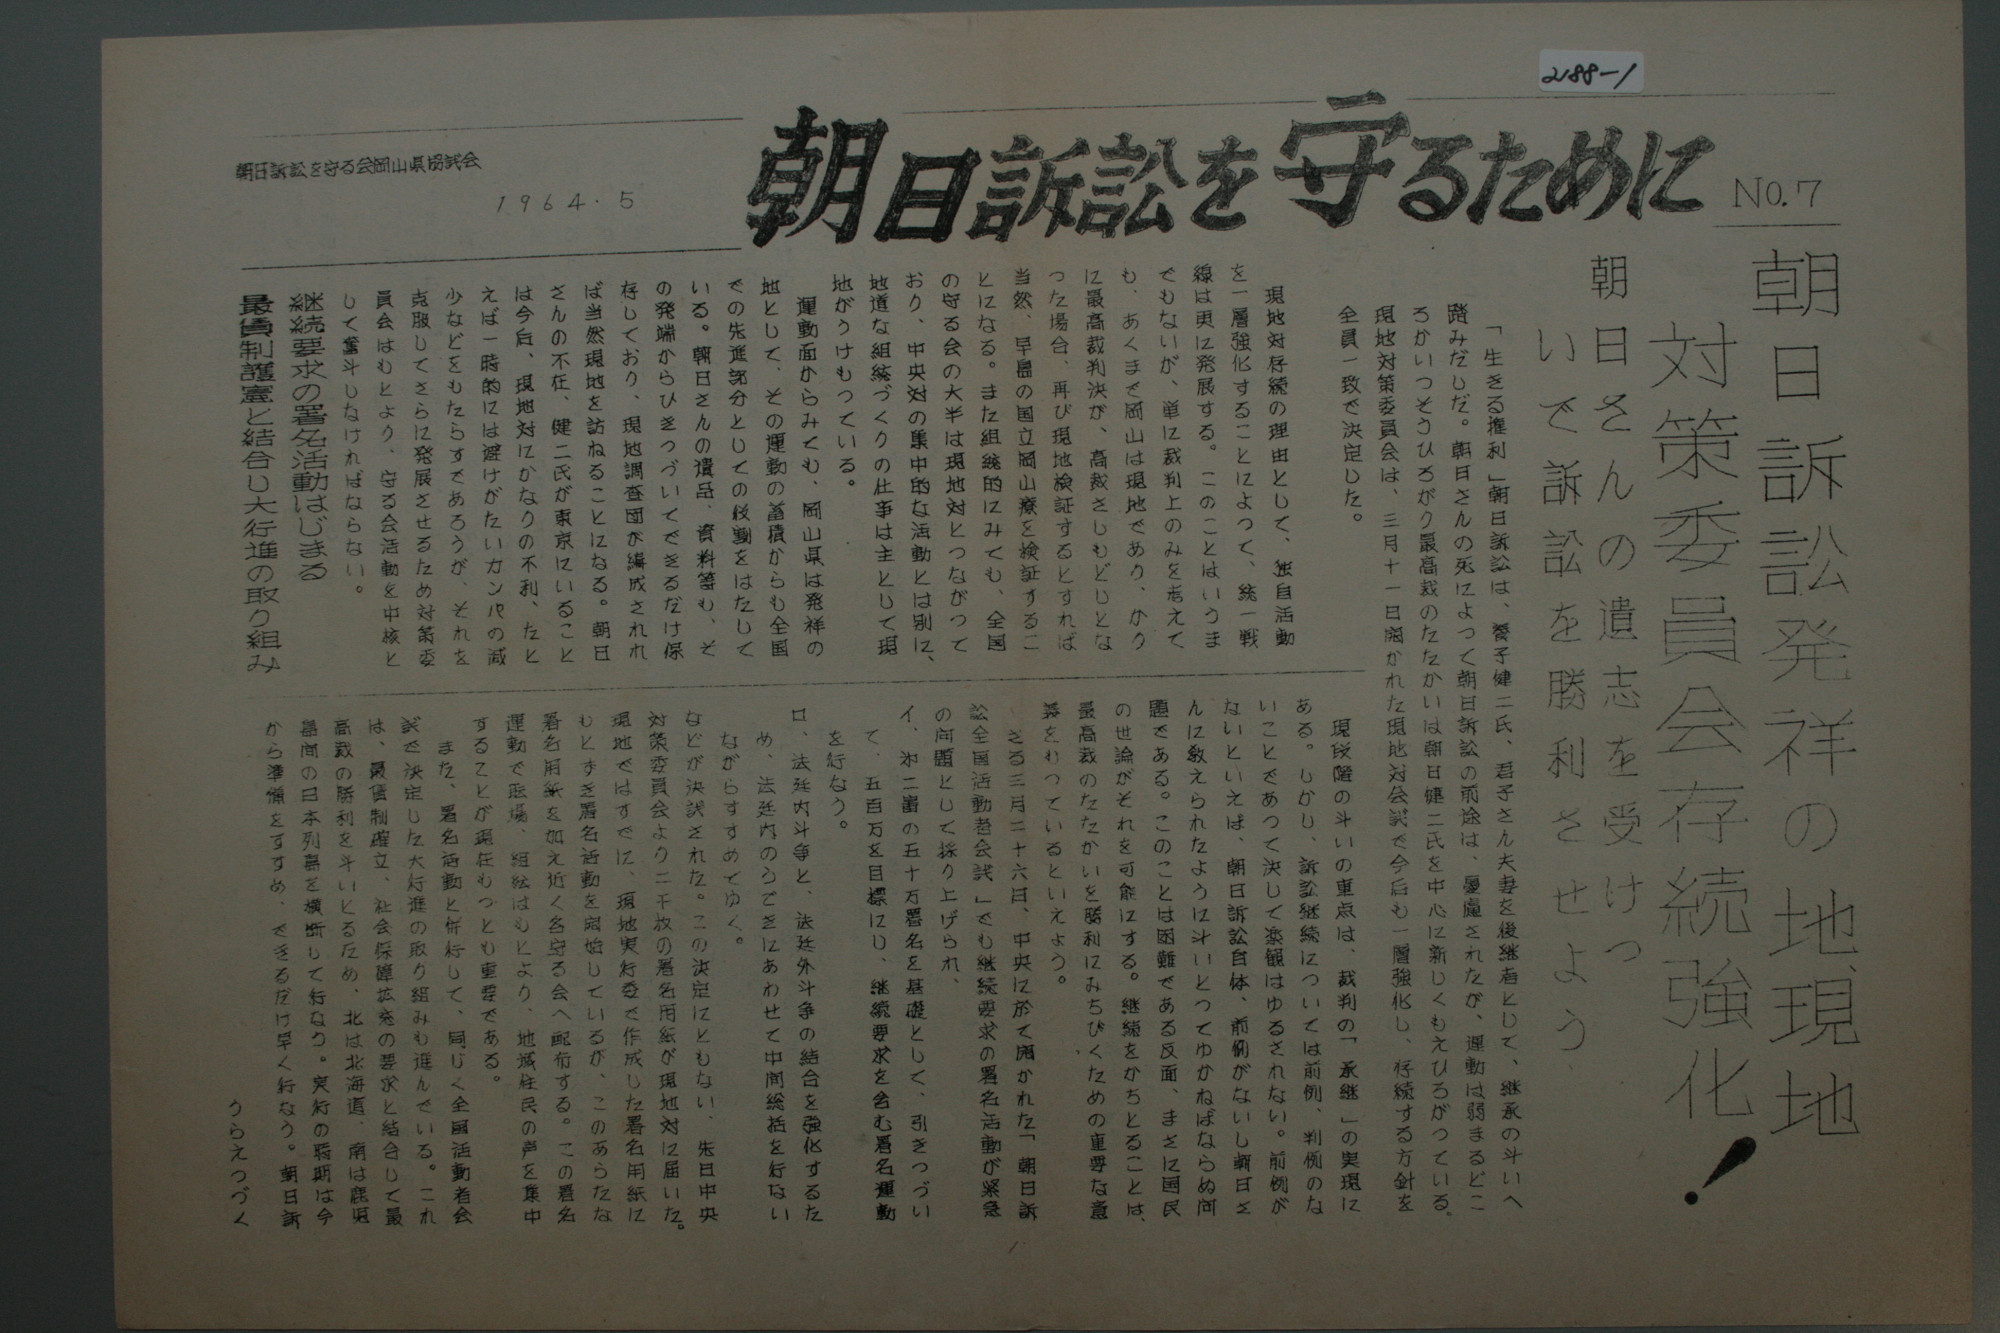 288-1
朝日訴訟を守るために
No.7
朝日訴訟を守る会岡山県協議会
1964.5
朝日訴訟発祥の地、現地
対策委員会存続強化!
朝日さんの遺志を受けつ
いで訴訟を勝利させよう
「生きる権利」朝日訴訟は、養子健二氏、君子さん夫妻を後継者として、継承の斗いへ
踏みだしだ。朝日さんの死によって朝日訴訟の前途は、憂慮されたが、運動は弱まるどこ
ろかいっそうひろがり最高裁のたたかいは朝日健二氏を中心に新しくもえひろがっている。
現地対策委員会は、三月十一日開かれた現地対会議で今后も一層強化し、存続する方針を
全員一致で決定した。
現地対存続の理由として、独自活動
を一層強化することによって、統一戦
線は更に発展する。このことはいうま
でもないが、単に裁判上のみを考えて
も、あくまで岡山は現地であり、かり
に最高裁判決が、高裁さしもどしとな
った場合、再び現地検証するとすれば
当然、早島の国立岡山療を検証するこ
とになる。また組織的にみても、全国
の守る会の大半は現地対とつながって
おり、中央対の集中的な活動とは別に、
地道な組織づくりの仕事は主として現
地がうけもっている。
運動面からみても、岡山県は発祥の
地として、その運動の蓄積からも全国
での先進部分としての役割をはたして
いる。朝日さんの遺品、資料等も、そ
の発端からひきつづいてできるだけ保
存しており、現地調査団が編成されれ
ば当然現地を訪ねることになる。朝日
さんの不在、健二氏が東京にいること
は今后、現地対にかなりの不利、たと
えば一時的には避けがたいカンパの減
少などをもたらすであろうが、それを
克服してさらに発展させるため対策委
員会はもとより、守る会活動を中核と
して奮斗しなければならない。
継続要求の署名活動はじまる
最賃制護憲と結合し大行進の取り組み
現段階の斗いの重点は、裁判の「承継」の実現に
ある。しかし、訴訟継続については前例、判例のな
いことであって決して楽観はゆるされない。前例が
ないといえば、朝日訴訟自体、前例がないし朝日さ
んに教えられたように斗いとってゆかねばならぬ問
題である。このことは困難である反面、まさに国民
の世論がそれを可能にする。継続をかちとることは、
最高裁のたたかいを勝利にみちびくための重要な意
義をもっているといえよう。
さる三月二十六日、中央に於て開かれた「朝日訴
訟全国活動者会議」でも継続要求の署名活動が緊急
の問題として採り上げられ、
イ、第二審の五十万署名を基礎として、引きつづい
て、五百万を目標にし、継続要求を含む署名運動
を行なう。
ロ、法廷内斗争と、法廷外斗争の結合を強化するた
め、法廷内のうごきにあわせて中間総括を行ない
ながらすすめてゆく。
などが決議された。この決定にともない、先日中央
対策委員会より二千枚の署名用紙が現地対に届いた。
現地ではすでに、現地実行委で作成した署名用紙に
もとずき署名活動を開始しているが、このあらたな
署名用紙を加え近く各守る会へ配布する。この署名
運動で職場、組織はもとより、地域住民の声を集中
することが現在もっとも重要である。
また、署名活動と併行して、同じく全国活動者会
議で決定した大行進の取り組みも進んでいる。これ
は、最賃制確立、社会保障拡充の要求と結合して最
高裁の勝利を斗いとるため、北は北海道、南は鹿児
島間の日本列島を横断して行なう。実行の時期は今
から準備をすすめ、できるだけ早く行なう。朝日訴
うらえつづく